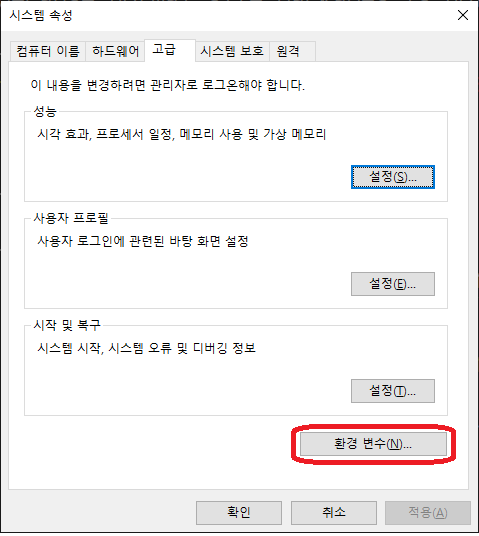 시스템 속성
컴퓨터 이름 하드웨어 고급 시스템 보호 원격
이 내용을 변경하려면 관리자로 로그온해야 합니다.
성능
시각 효과, 프로세서 일정, 메모리 사용 및 가상 메모리
설정(S)...
사용자 프로필
사용자 로그인에 관련된 바탕 화면 설정
설정(E)...
시작 및 복구
시스템 시작, 시스템 오류 및 디버깅 정보
설정(T)...
환경 변수(N)...
확인 취소 적용(A)